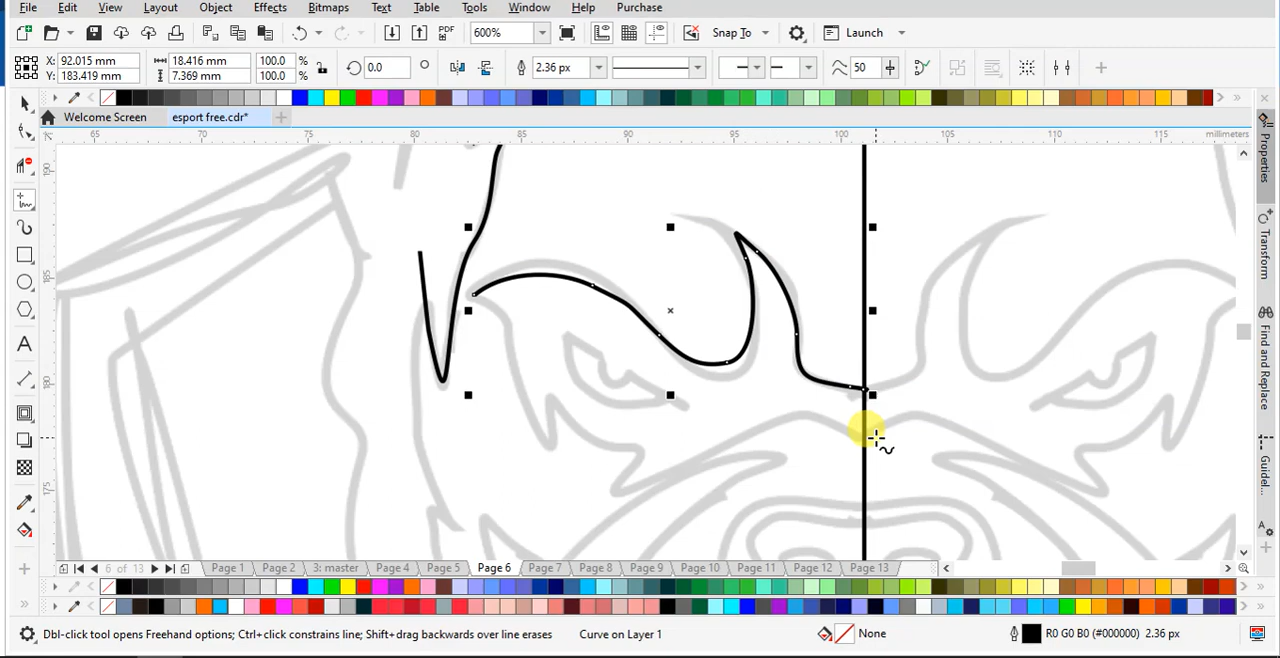 File Edit View Layout Object Effects Bitmaps Text Table Tools Window Help Purchase
PDF 600% Snap To Launch
X: 92.015 mm 18.416 mm 100.0 % 0.0 2.36 px 50
Y: 183.419 mm 7.369 mm 100.0 %
Welcome Screen esport free.cdr*
65 70 75 80 85 90 95 100 105 110 115 millimeters
190
185
180
175
Properties
Transform
Find and Replace
Guidel...
6 of 13 Page 1 Page 2 3: master Page 4 Page 5 Page 6 Page 7 Page 8 Page 9 Page 10 Page 11 Page 12 Page 13
Dbl-click tool opens Freehand options; Ctrl+click constrains line; Shift+drag backwards over line erases Curve on Layer 1 None R0 G0 B0 (#000000) 2.36 px